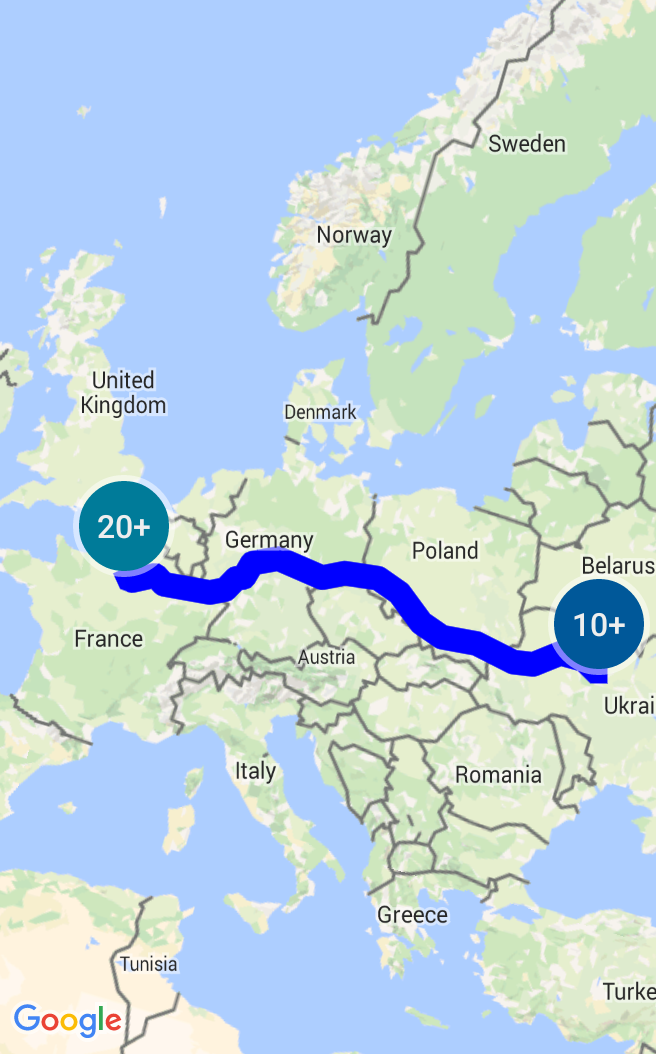 Sweden
Norway
United
Kingdom
Denmark
20+
Germany
Poland
Belarus
10+
France
Austria
Ukrai
Italy
Romania
Greece
Tunisia
Turke
Google